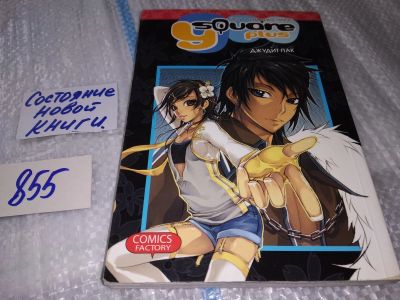 square
plus
ДЖУДИТ ПАК
Состояние
новой
книги.
855
COMICS
FACTORY